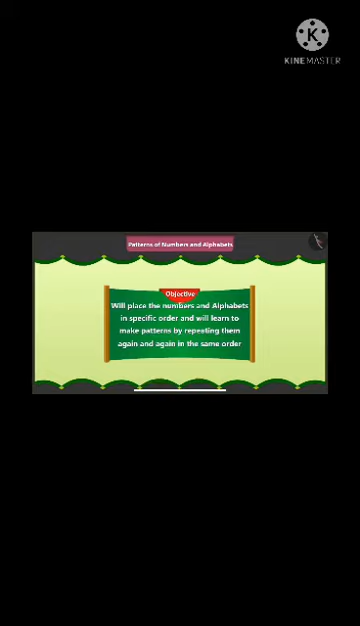 K
KINEMASTER
Patterns of Numbers and Alphabets
Objective
Will place the numbers and Alphabets
in specific order and will learn to
make patterns by repeating them
again and again in the same order